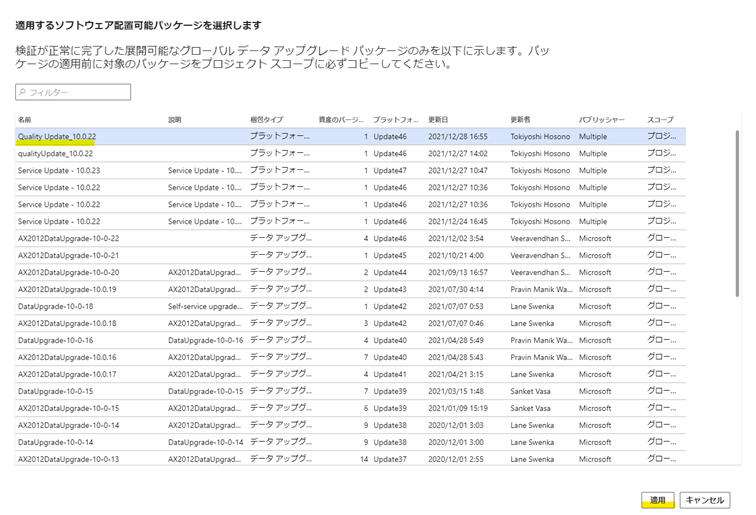 適用するソフトウェア配置可能パッケージを選択します
検証が正常に完了した展開可能なグローバル データ アップグレード パッケージのみを以下に示します。パッ
ケージの適用前に対象のパッケージをプロジェクト スコープに必ずコピーしてください。
フィルター
名前 説明 梱包タイプ 資産のバージ... プラットフォ... 更新日 更新者 パブリッシャー スコープ
Quality Update_10.0.22 プラットフォー... 1 Update46 2021/12/28 16:55 Tokiyoshi Hosono Multiple プロジ...
qualityUpdate_10.0.22 プラットフォー... 1 Update46 2021/12/27 14:02 Tokiyoshi Hosono Multiple プロジ...
Service Update - 10.0.23 Service Update - 10.... プラットフォー... 1 Update47 2021/12/27 10:47 Tokiyoshi Hosono Multiple プロジ...
Service Update - 10.0.22 Service Update - 10.... プラットフォー... 1 Update46 2021/12/27 10:36 Tokiyoshi Hosono Multiple プロジ...
Service Update - 10.0.22 Service Update - 10.... プラットフォー... 1 Update46 2021/12/27 10:36 Tokiyoshi Hosono Multiple プロジ...
Service Update - 10.0.22 Service Update - 10.... プラットフォー... 1 Update46 2021/12/24 16:45 Tokiyoshi Hosono Multiple プロジ...
AX2012DataUpgrade-10-0-22 データ アップグ... 4 Update46 2021/12/02 3:54 Veeravendhan S... Microsoft グロー...
AX2012DataUpgrade-10-0-21 データ アップグ... 1 Update45 2021/10/21 4:00 Veeravendhan S... Microsoft グロー...
AX2012DataUpgrade-10-0-20 AX2012DataUpgrad... データ アップグ... 2 Update44 2021/09/13 16:57 Veeravendhan S... Microsoft グロー...
AX2012DataUpgrade-10.0.19 AX2012DataUpgrad... データ アップグ... 2 Update43 2021/07/30 4:14 Pravin Manik Wa... Microsoft グロー...
DataUpgrade-10-0-18 Self-service upgrade... データ アップグ... 1 Update42 2021/07/07 0:53 Lane Swenka Microsoft グロー...
AX2012DataUpgrade-10.0.18 AX2012DataUpgrad... データ アップグ... 3 Update42 2021/07/07 0:46 Lane Swenka Microsoft グロー...
DataUpgrade-10-0-16 DataUpgrade-10-0-16 データ アップグ... 4 Update40 2021/04/28 5:49 Pravin Manik Wa... Microsoft グロー...
AX2012DataUpgrade-10.0.16 AX2012DataUpgrad... データ アップグ... 7 Update40 2021/04/28 5:43 Pravin Manik Wa... Microsoft グロー...
AX2012DataUpgrade-10.0.17 AX2012DataUpgrad... データ アップグ... 4 Update41 2021/04/21 3:15 Lane Swenka Microsoft グロー...
DataUpgrade-10-0-15 DataUpgrade-10-0-15 データ アップグ... 7 Update39 2021/03/15 1:48 Sanket Vasa Microsoft グロー...
AX2012DataUpgrade-10-0-15 AX2012DataUpgrad... データ アップグ... 6 Update39 2021/01/09 15:19 Sanket Vasa Microsoft グロー...
AX2012DataUpgrade-10-0-14 AX2012DataUpgrad... データ アップグ... 9 Update38 2020/12/01 3:03 Lane Swenka Microsoft グロー...
DataUpgrade-10-0-14 DataUpgrade-10-0-14 データ アップグ... 9 Update38 2020/12/01 3:00 Lane Swenka Microsoft グロー...
AX2012DataUpgrade-10-0-13 AX2012DataUpgrad... データ アップグ... 14 Update37 2020/12/01 2:55 Lane Swenka Microsoft グロー...
適用 キャンセル